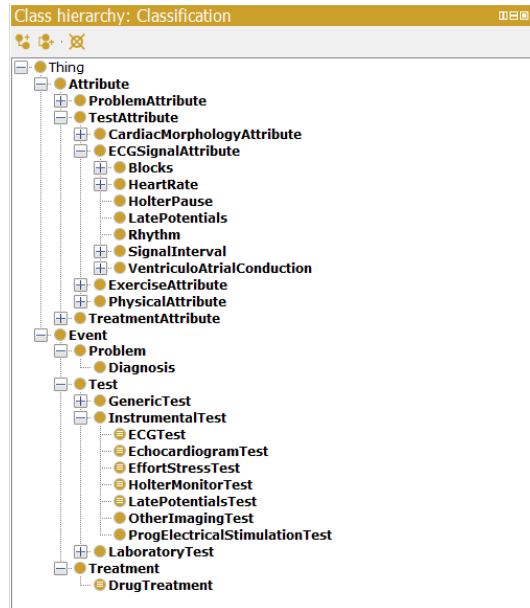 Class hierarchy: Classification
Thing
Attribute
ProblemAttribute
TestAttribute
CardiacMorphologyAttribute
ECGSignalAttribute
Blocks
HeartRate
HolterPause
LatePotentials
Rhythm
SignalInterval
VentriculoAtrialConduction
ExerciseAttribute
PhysicalAttribute
TreatmentAttribute
Event
Problem
Diagnosis
Test
GenericTest
InstrumentalTest
ECGTest
EchocardiogramTest
EffortStressTest
HolterMonitorTest
LatePotentialsTest
OtherImagingTest
ProgElectricalStimulationTest
LaboratoryTest
Treatment
DrugTreatment